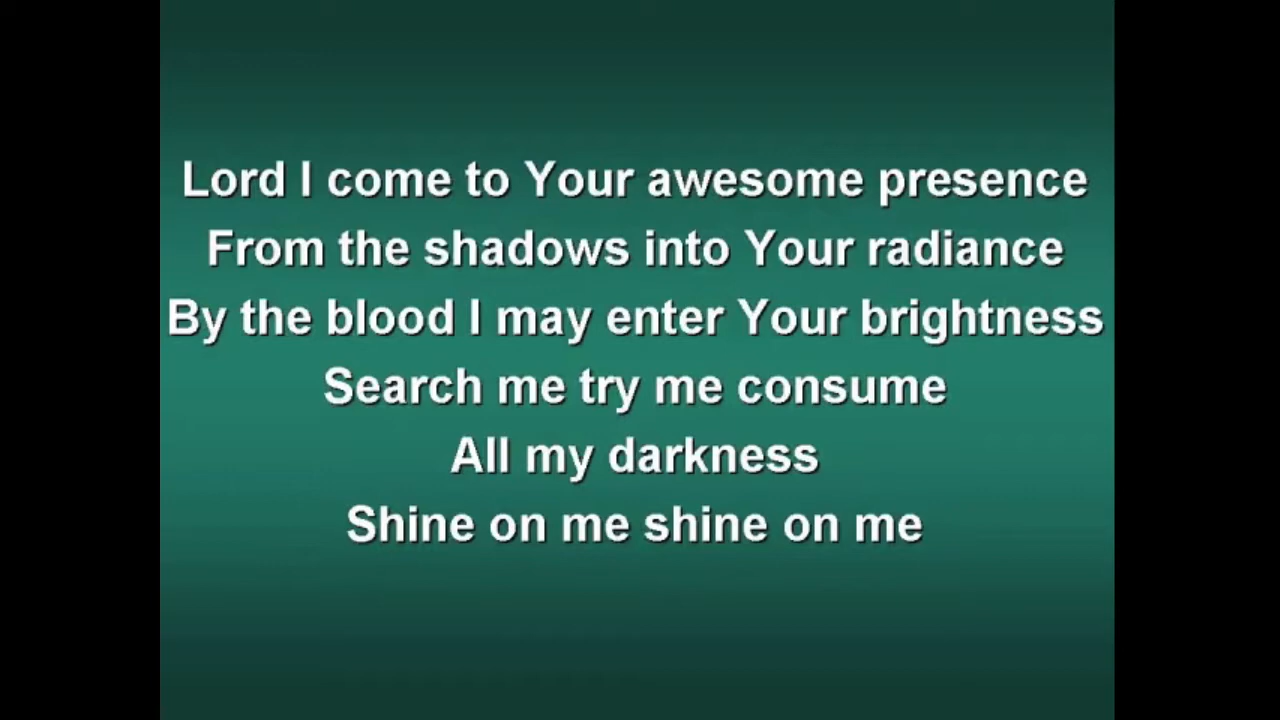 Lord I come to Your awesome presence
From the shadows into Your radiance
By the blood I may enter Your brightness
Search me try me consume
All my darkness
Shine on me shine on me